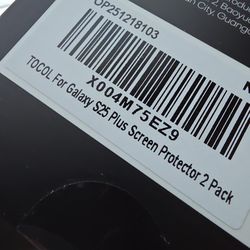 OP251218103
X004M75EZ9
TOCOL For Galaxy S25 Plus Screen Protector 2 Pack